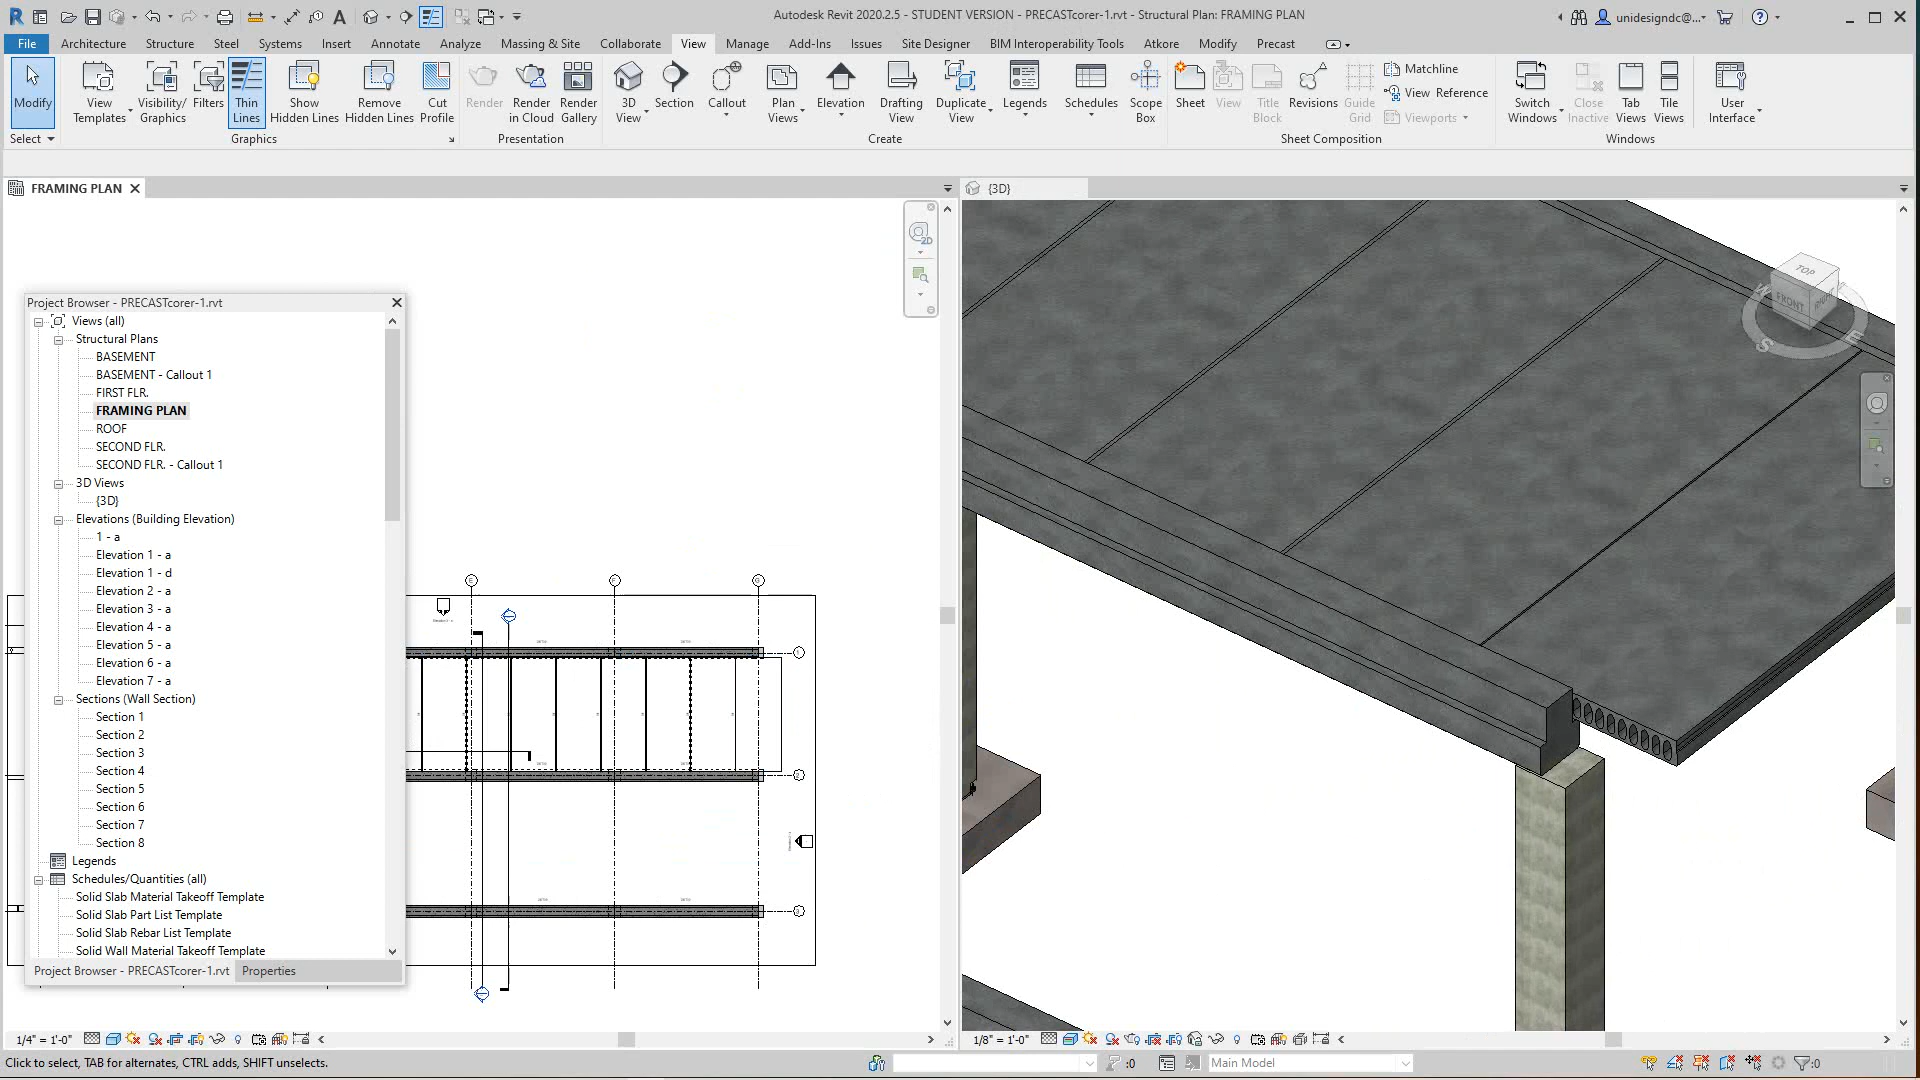 Autodesk Revit 2020.2.5 - STUDENT VERSION - PRECASTcorer-1.rvt - Structural Plan: FRAMING PLAN
unidesigndc@...
File Architecture Structure Steel Systems Insert Annotate Analyze Massing & Site Collaborate View Manage Add-Ins Issues Site Designer BIM Interoperability Tools Atkore Modify Precast
Modify
View Templates
Visibility/ Graphics
Filters
Thin Lines
Show Hidden Lines
Remove Hidden Lines
Cut Profile
Render
Render in Cloud
Render Gallery
3D View
Section
Callout
Plan Views
Elevation
Drafting View
Duplicate View
Legends
Schedules
Scope Box
Sheet
View
Title Block
Revisions
Guide Grid
Matchline
View Reference
Viewports
Switch Windows
Close Inactive
Tab Views
Tile Views
User Interface
Select Graphics Presentation Create Sheet Composition Windows
FRAMING PLAN
{3D}
2D
TOP
FRONT
RIGHT
W
S
E
Project Browser - PRECASTcorer-1.rvt
Views (all)
Structural Plans
BASEMENT
BASEMENT - Callout 1
FIRST FLR.
FRAMING PLAN
ROOF
SECOND FLR.
SECOND FLR. - Callout 1
3D Views
{3D}
Elevations (Building Elevation)
1 - a
Elevation 1 - a
Elevation 1 - d
Elevation 2 - a
Elevation 3 - a
Elevation 4 - a
Elevation 5 - a
Elevation 6 - a
Elevation 7 - a
Sections (Wall Section)
Section 1
Section 2
Section 3
Section 4
Section 5
Section 6
Section 7
Section 8
Legends
Schedules/Quantities (all)
Solid Slab Material Takeoff Template
Solid Slab Part List Template
Solid Slab Rebar List Template
Solid Wall Material Takeoff Template
Project Browser - PRECASTcorer-1.rvt Properties
E F G
1
2
1/4" = 1'-0"
1/8" = 1'-0"
Click to select, TAB for alternates, CTRL adds, SHIFT unselects.
:0
Main Model
:0